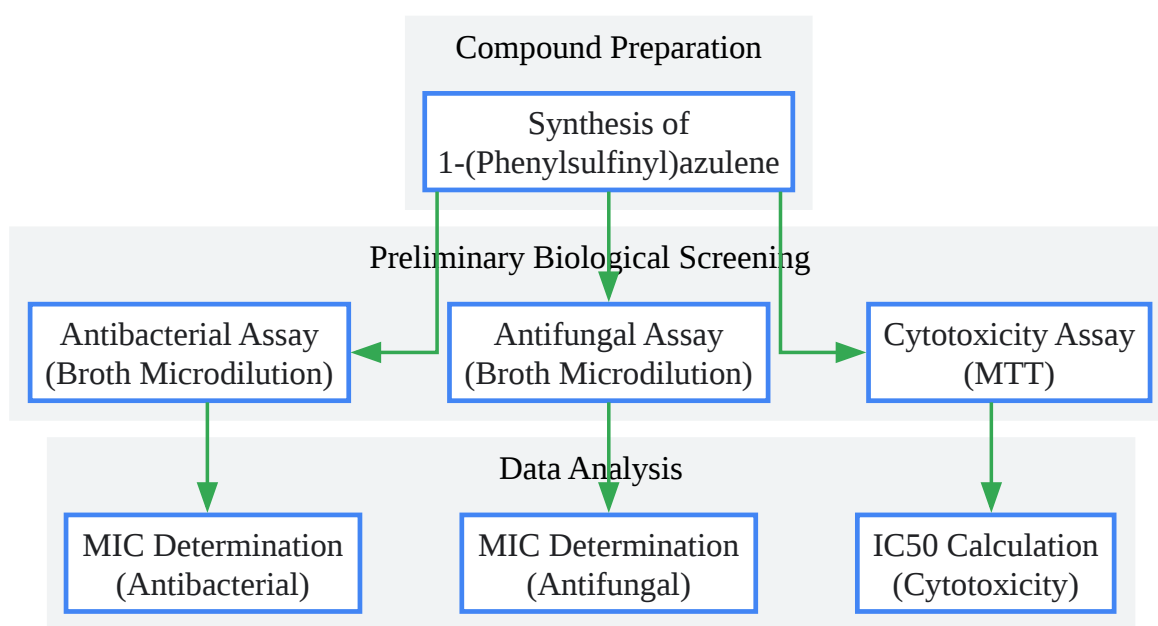 Compound Preparation
Synthesis of
1-(Phenylsulfinyl)azulene
Preliminary Biological Screening
Antibacterial Assay
(Broth Microdilution)
Antifungal Assay
(Broth Microdilution)
Cytotoxicity Assay
(MTT)
Data Analysis
MIC Determination
(Antibacterial)
MIC Determination
(Antifungal)
IC50 Calculation
(Cytotoxicity)